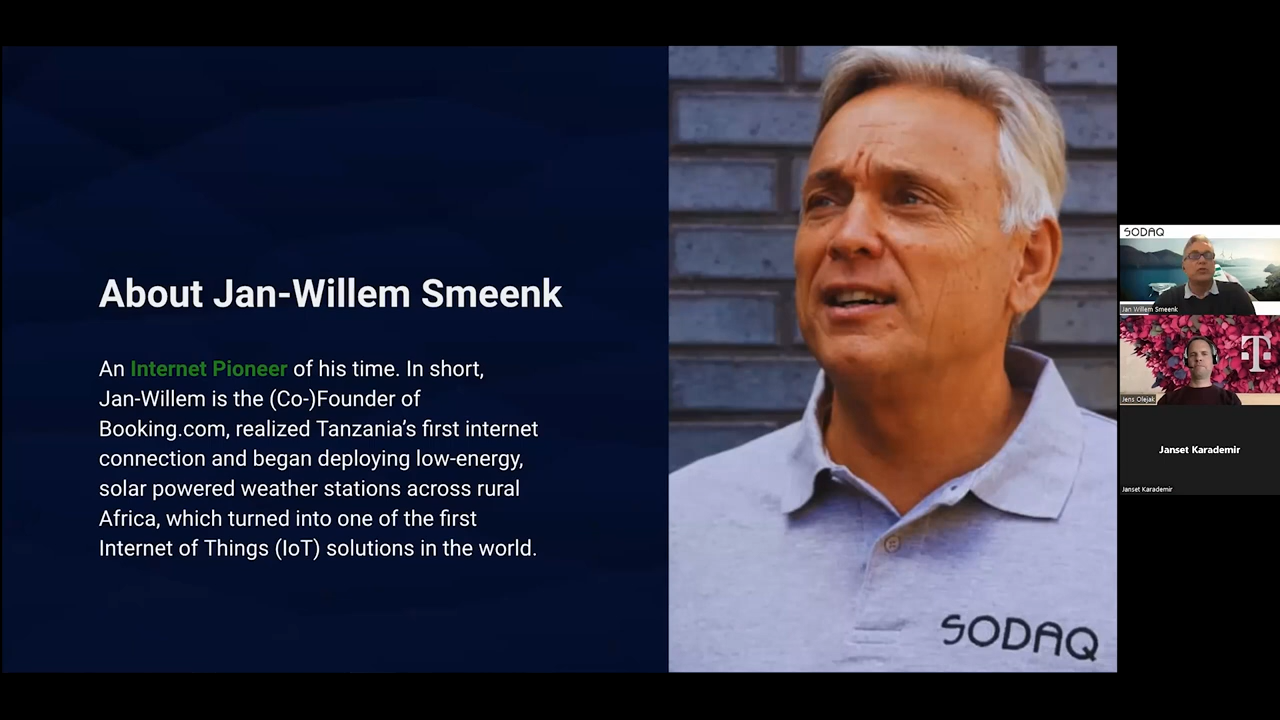 About Jan-Willem Smeenk
An Internet Pioneer of his time. In short,
Jan-Willem is the (Co-)Founder of
Booking.com, realized Tanzania’s first internet
connection and began deploying low-energy,
solar powered weather stations across rural
Africa, which turned into one of the first
Internet of Things (IoT) solutions in the world.
SODAQ
SODAQ
Jan Willem Smeenk
T
Jens Olejak
Janset Karademir
Janset Karademir